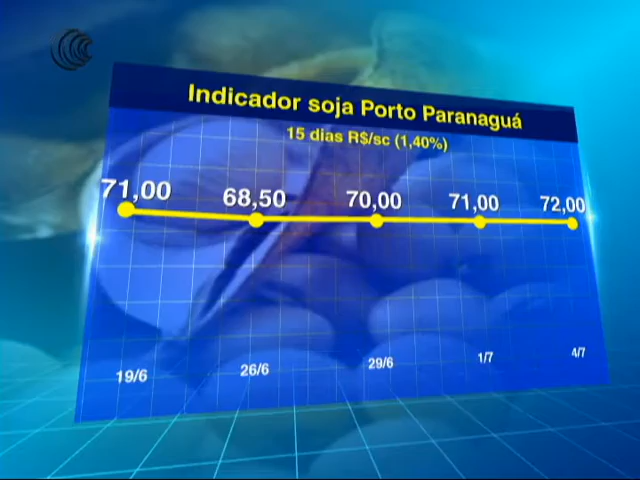 Indicador soja Porto Paranaguá
15 dias R$/sc (1,40%)
71,00 68,50 70,00 71,00 72,00
19/6 26/6 29/6 1/7 4/7